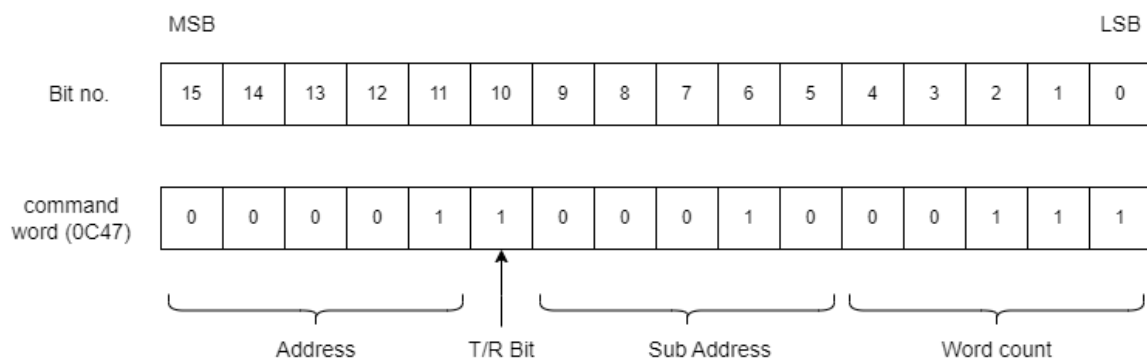 MSB LSB
Bit no. 15 14 13 12 11 10 9 8 7 6 5 4 3 2 1 0
command
word (0C47) 0 0 0 0 1 1 0 0 0 1 0 0 0 1 1 1
Address T/R Bit Sub Address Word count